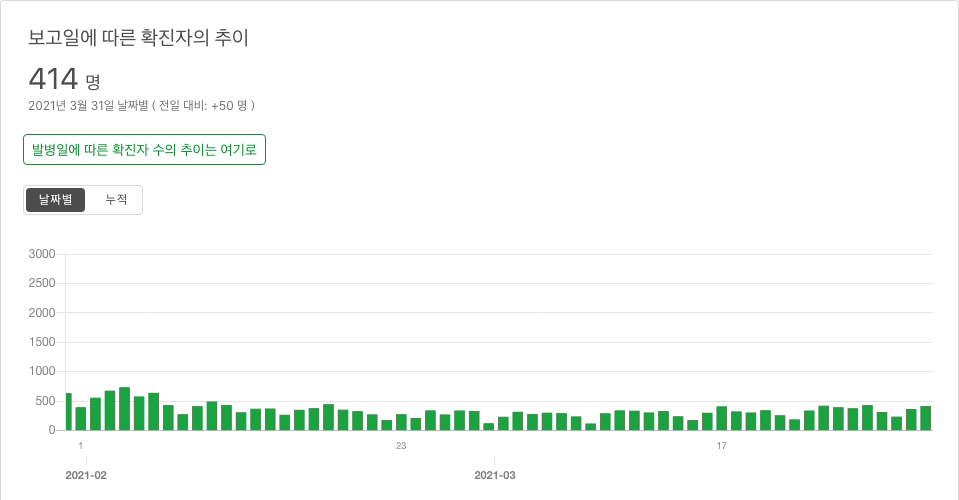 보고일에 따른 확진자의 추이
414 명
2021년 3월 31일 날짜별 ( 전일 대비: +50 명 )
발병일에 따른 확진자 수의 추이는 여기로
날짜별 누적
3000
2500
2000
1500
1000
500
0
1 23 17
2021-02 2021-03